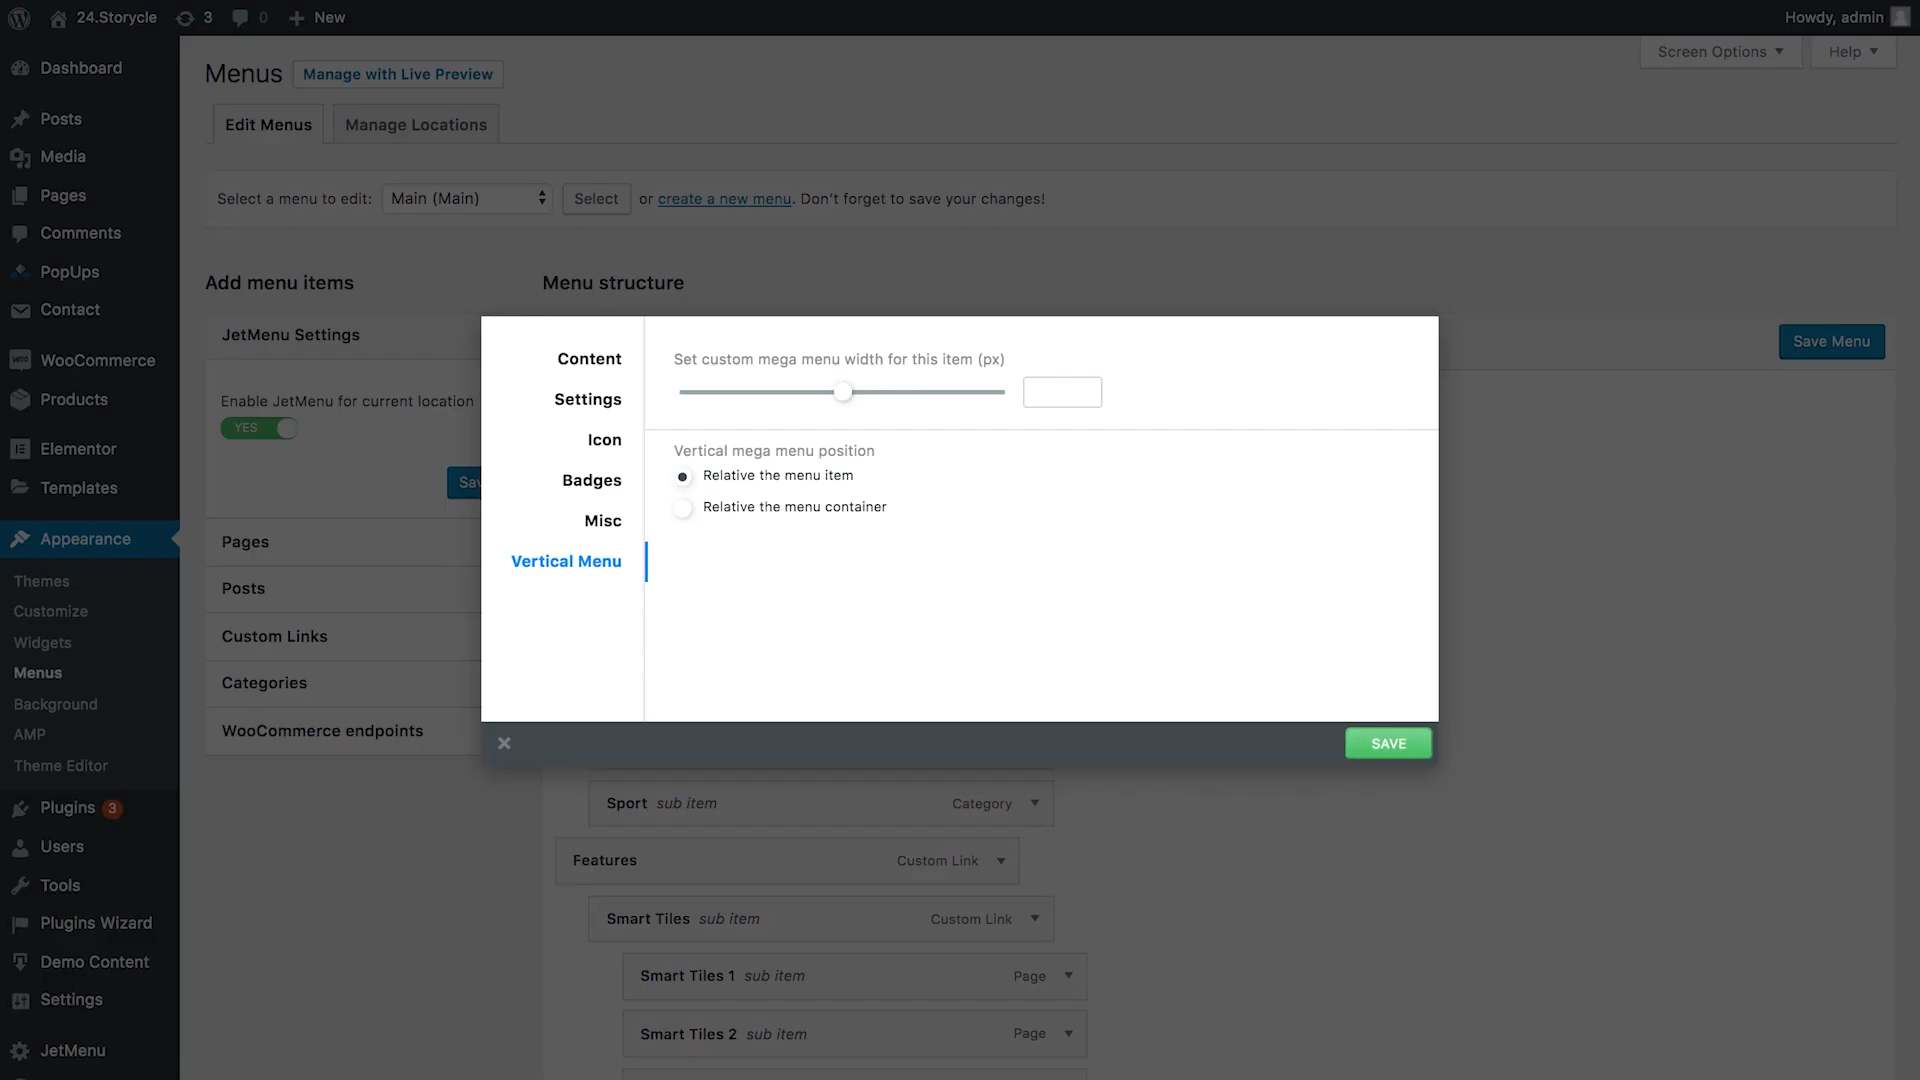 24.Storycle
3
0
New
Howdy, admin
Dashboard
Posts
Media
Pages
Comments
PopUps
Contact
WooCommerce
Products
Elementor
Templates
Appearance
Themes
Customize
Widgets
Menus
Background
AMP
Theme Editor
Plugins 3
Users
Tools
Plugins Wizard
Demo Content
Settings
JetMenu
Screen Options
Help
Menus
Manage with Live Preview
Edit Menus
Manage Locations
Select a menu to edit: Main (Main) Select or create a new menu. Don't forget to save your changes!
Add menu items
Menu structure
JetMenu Settings
Enable JetMenu for current location
YES
Sav
Pages
Posts
Custom Links
Categories
WooCommerce endpoints
Save Menu
Content
Settings
Icon
Badges
Misc
Vertical Menu
Set custom mega menu width for this item (px)
Vertical mega menu position
Relative the menu item
Relative the menu container
SAVE
Sport sub item Category
Features Custom Link
Smart Tiles sub item Custom Link
Smart Tiles 1 sub item Page
Smart Tiles 2 sub item Page